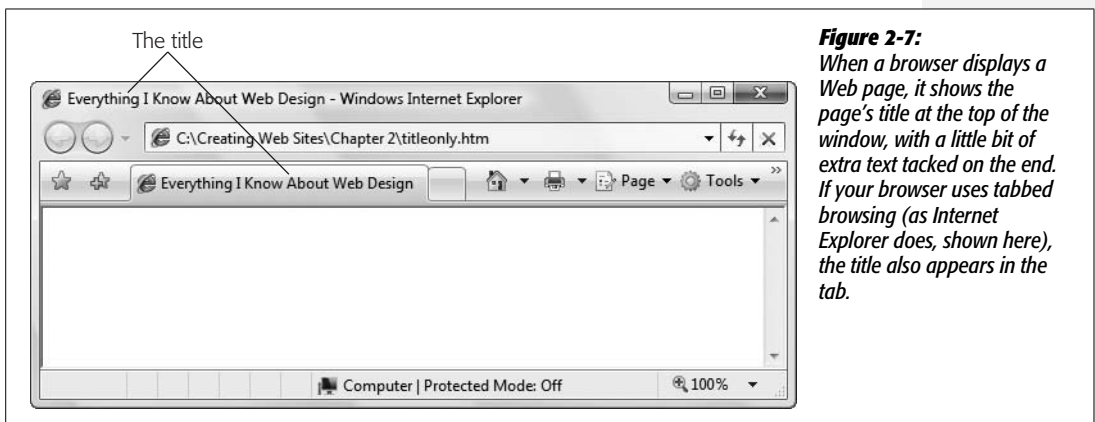 The title
Everything I Know About Web Design - Windows Internet Explorer
C:\Creating Web Sites\Chapter 2\titleonly.htm
Everything I Know About Web Design
Page
Tools
»
Computer | Protected Mode: Off
100%
Figure 2-7:
When a browser displays a
Web page, it shows the
page's title at the top of the
window, with a little bit of
extra text tacked on the end.
If your browser uses tabbed
browsing (as Internet
Explorer does, shown here),
the title also appears in the
tab.